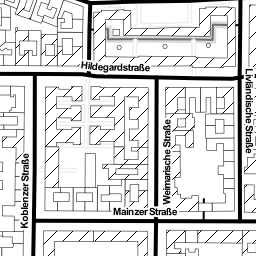 Hildegardstraße
Livländische Straße
Koblenzer Straße
Weimarische Straße
Mainzer Straße